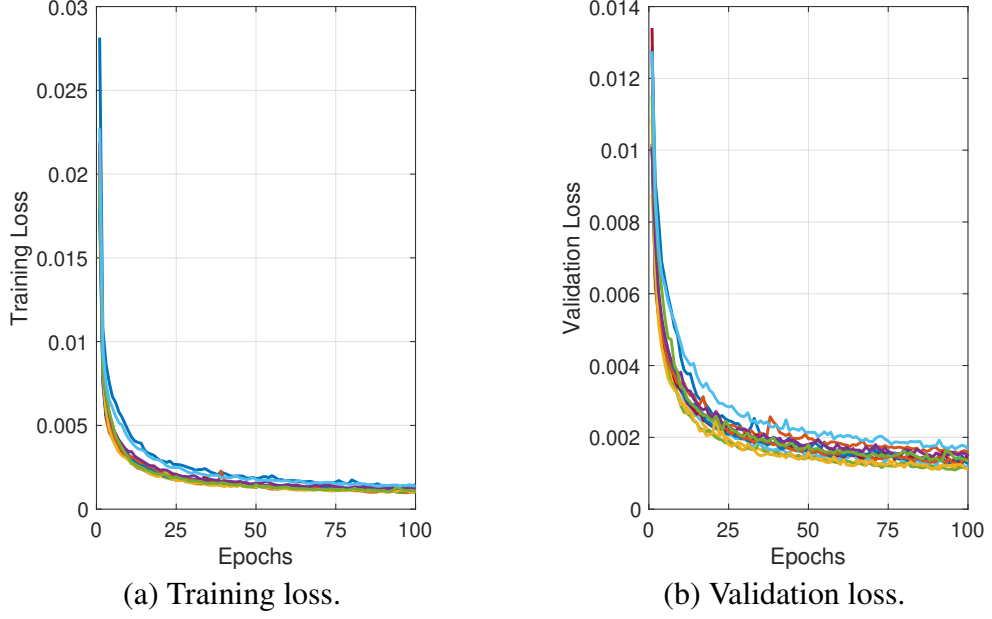 0.03
0.025
0.02
0.015
0.01
0.005
0
0 25 50 75 100
Training Loss
Epochs
(a) Training loss.
0.014
0.012
0.01
0.008
0.006
0.004
0.002
0
0 25 50 75 100
Validation Loss
Epochs
(b) Validation loss.